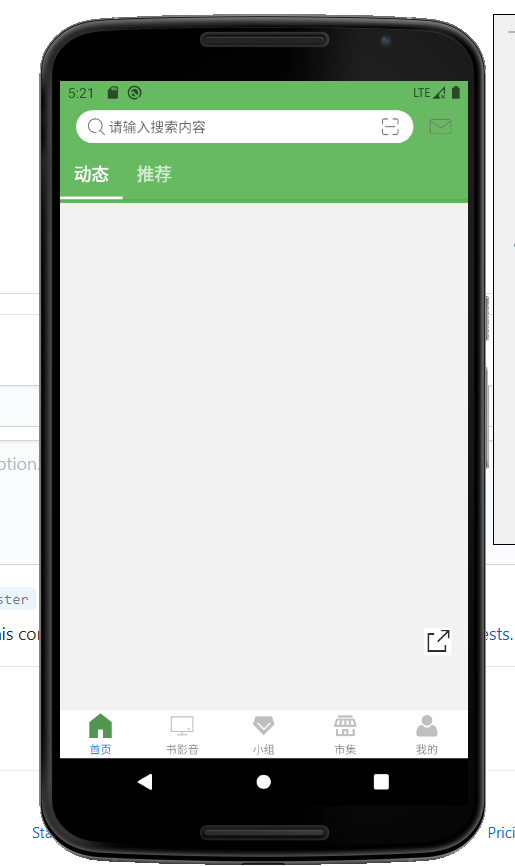 5:21 LTE
请输入搜索内容
动态 推荐
ption.
ster
is con
ests.
首页 书影音 小组 市集 我的
Sta
Prici